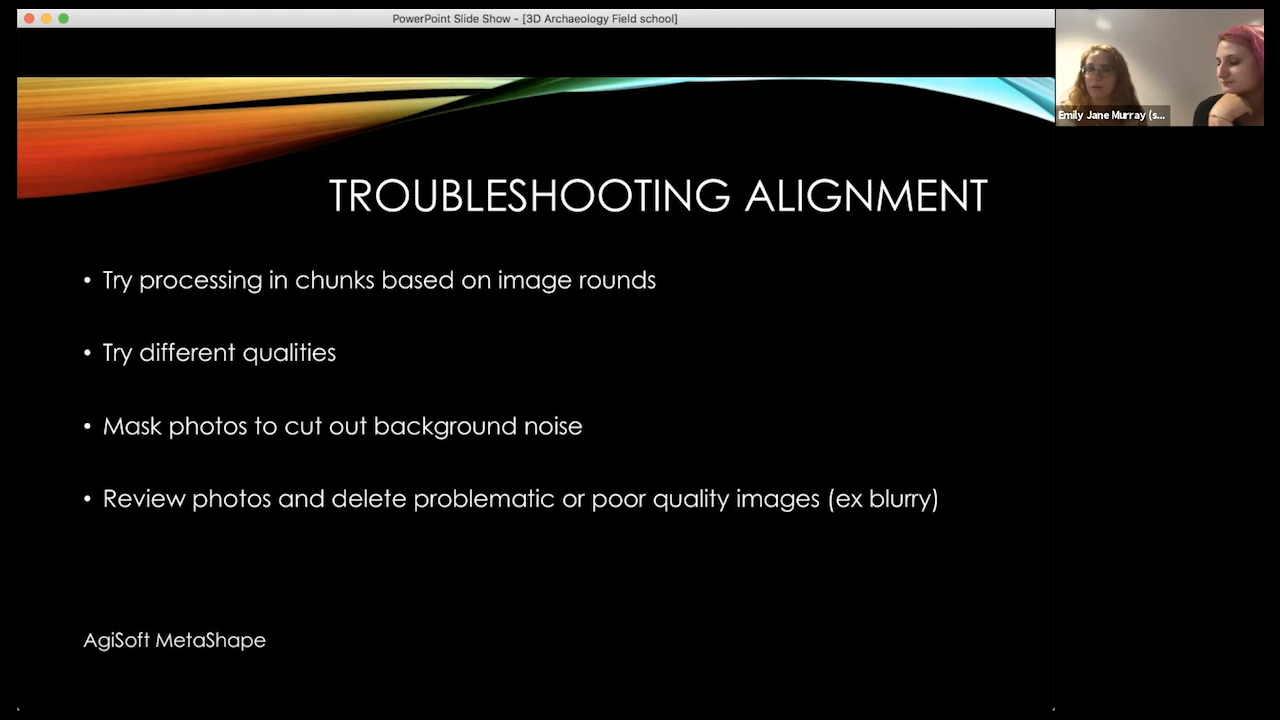 PowerPoint Slide Show - [3D Archaeology Field school]
Emily Jane Murray (s...
TROUBLESHOOTING ALIGNMENT
• Try processing in chunks based on image rounds
• Try different qualities
• Mask photos to cut out background noise
• Review photos and delete problematic or poor quality images (ex blurry)
AgiSoft MetaShape